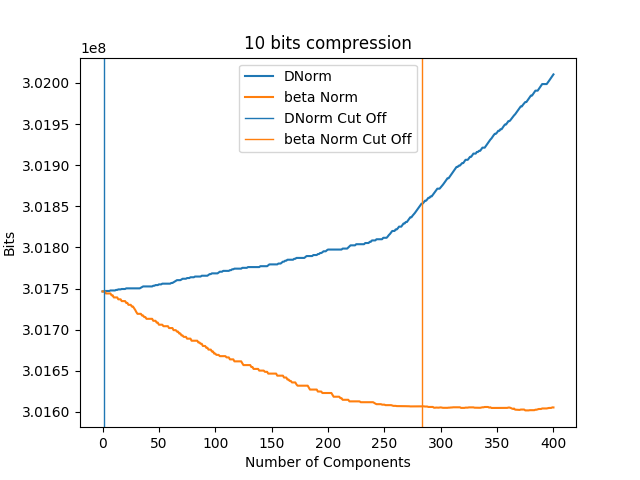 10 bits compression
1e8
DNorm
beta Norm
DNorm Cut Off
beta Norm Cut Off
3.0200
3.0195
3.0190
3.0185
3.0180
3.0175
3.0170
3.0165
3.0160
Bits
0 50 100 150 200 250 300 350 400
Number of Components